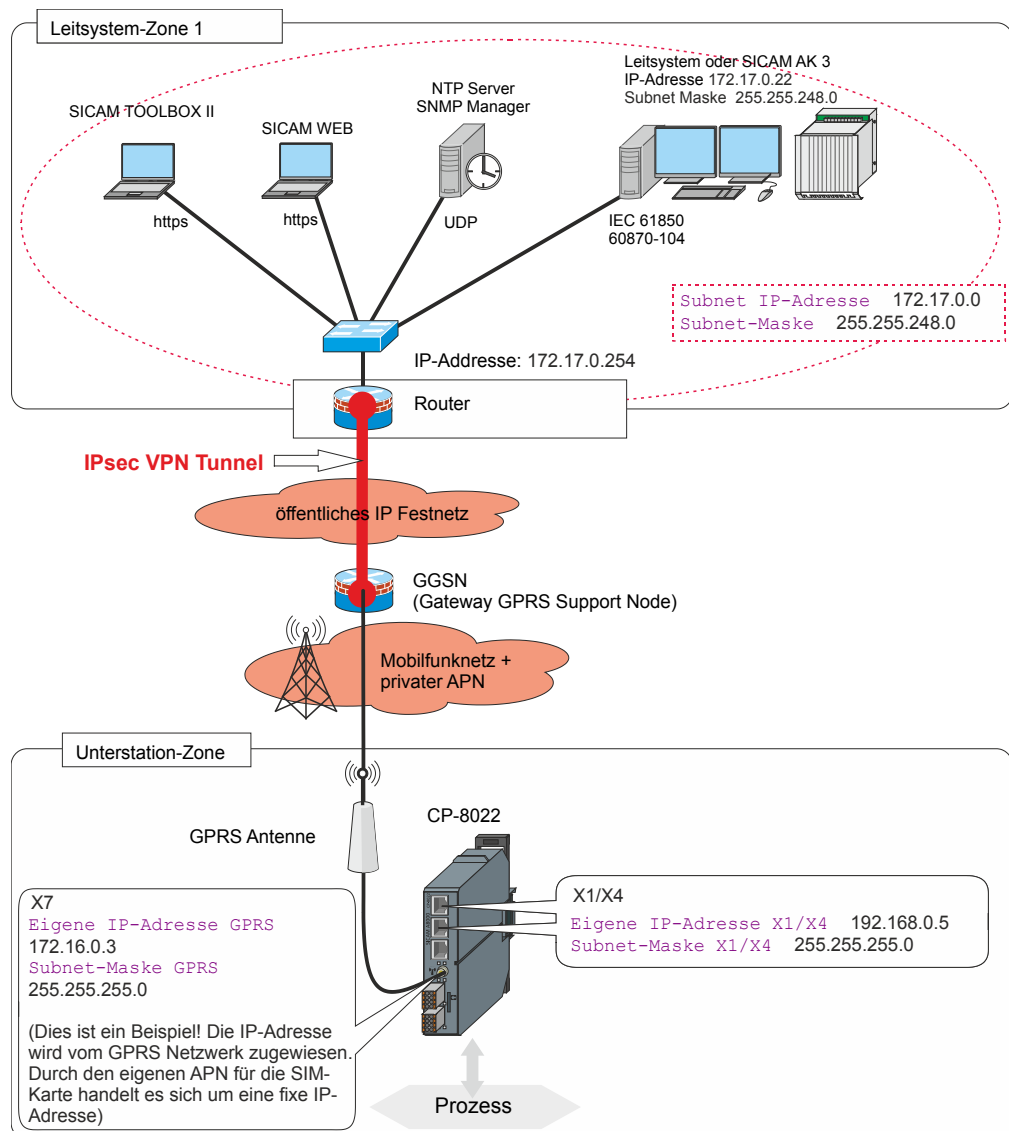 Leitsystem-Zone 1
Leitsystem oder SICAM AK 3
IP-Adresse 172.17.0.22
Subnet Maske 255.255.248.0
NTP Server
SNMP Manager
SICAM TOOLBOX II
SICAM WEB
https
https
UDP
IEC 61850
60870-104
Subnet IP-Adresse 172.17.0.0
Subnet-Maske 255.255.248.0
IP-Addresse: 172.17.0.254
Router
IPsec VPN Tunnel
öffentliches IP Festnetz
GGSN
(Gateway GPRS Support Node)
Mobilfunknetz +
privater APN
Unterstation-Zone
GPRS Antenne
CP-8022
X7
Eigene IP-Adresse GPRS
172.16.0.3
Subnet-Maske GPRS
255.255.255.0
(Dies ist ein Beispiel! Die IP-Adresse
wird vom GPRS Netzwerk zugewiesen.
Durch den eigenen APN für die SIM-
Karte handelt es sich um eine fixe IP-
Adresse)
X1/X4
Eigene IP-Adresse X1/X4 192.168.0.5
Subnet-Maske X1/X4 255.255.255.0
Prozess